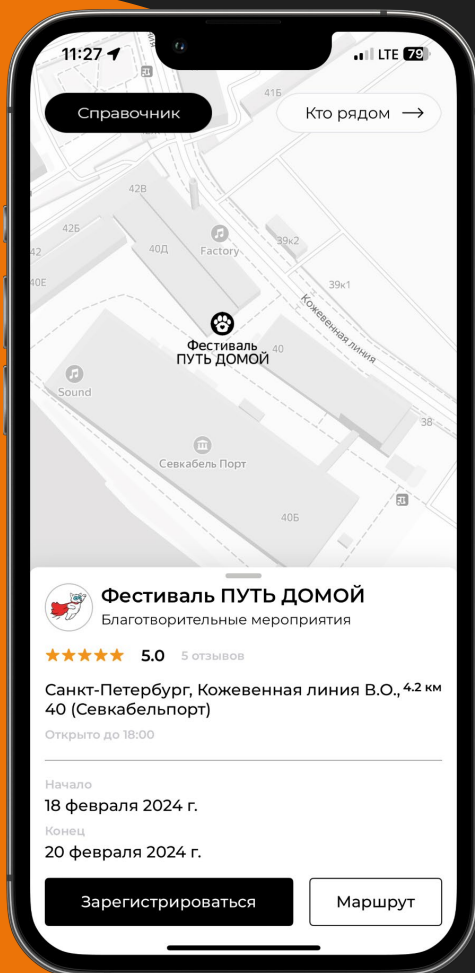 11:27
LTE 79
Справочник
Кто рядом →
41Б
42В
42Б
42
40Д
Factory
39к2
40Е
39к1
Кожевенная линия
Фестиваль
ПУТЬ ДОМОЙ
40
Sound
38
Севкабель Порт
40Б
Фестиваль ПУТЬ ДОМОЙ
Благотворительные мероприятия
5.0 5 отзывов
Санкт-Петербург, Кожевенная линия В.О., 4.2 км
40 (Севкабельпорт)
Открыто до 18:00
Начало
18 февраля 2024 г.
Конец
20 февраля 2024 г.
Зарегистрироваться
Маршрут